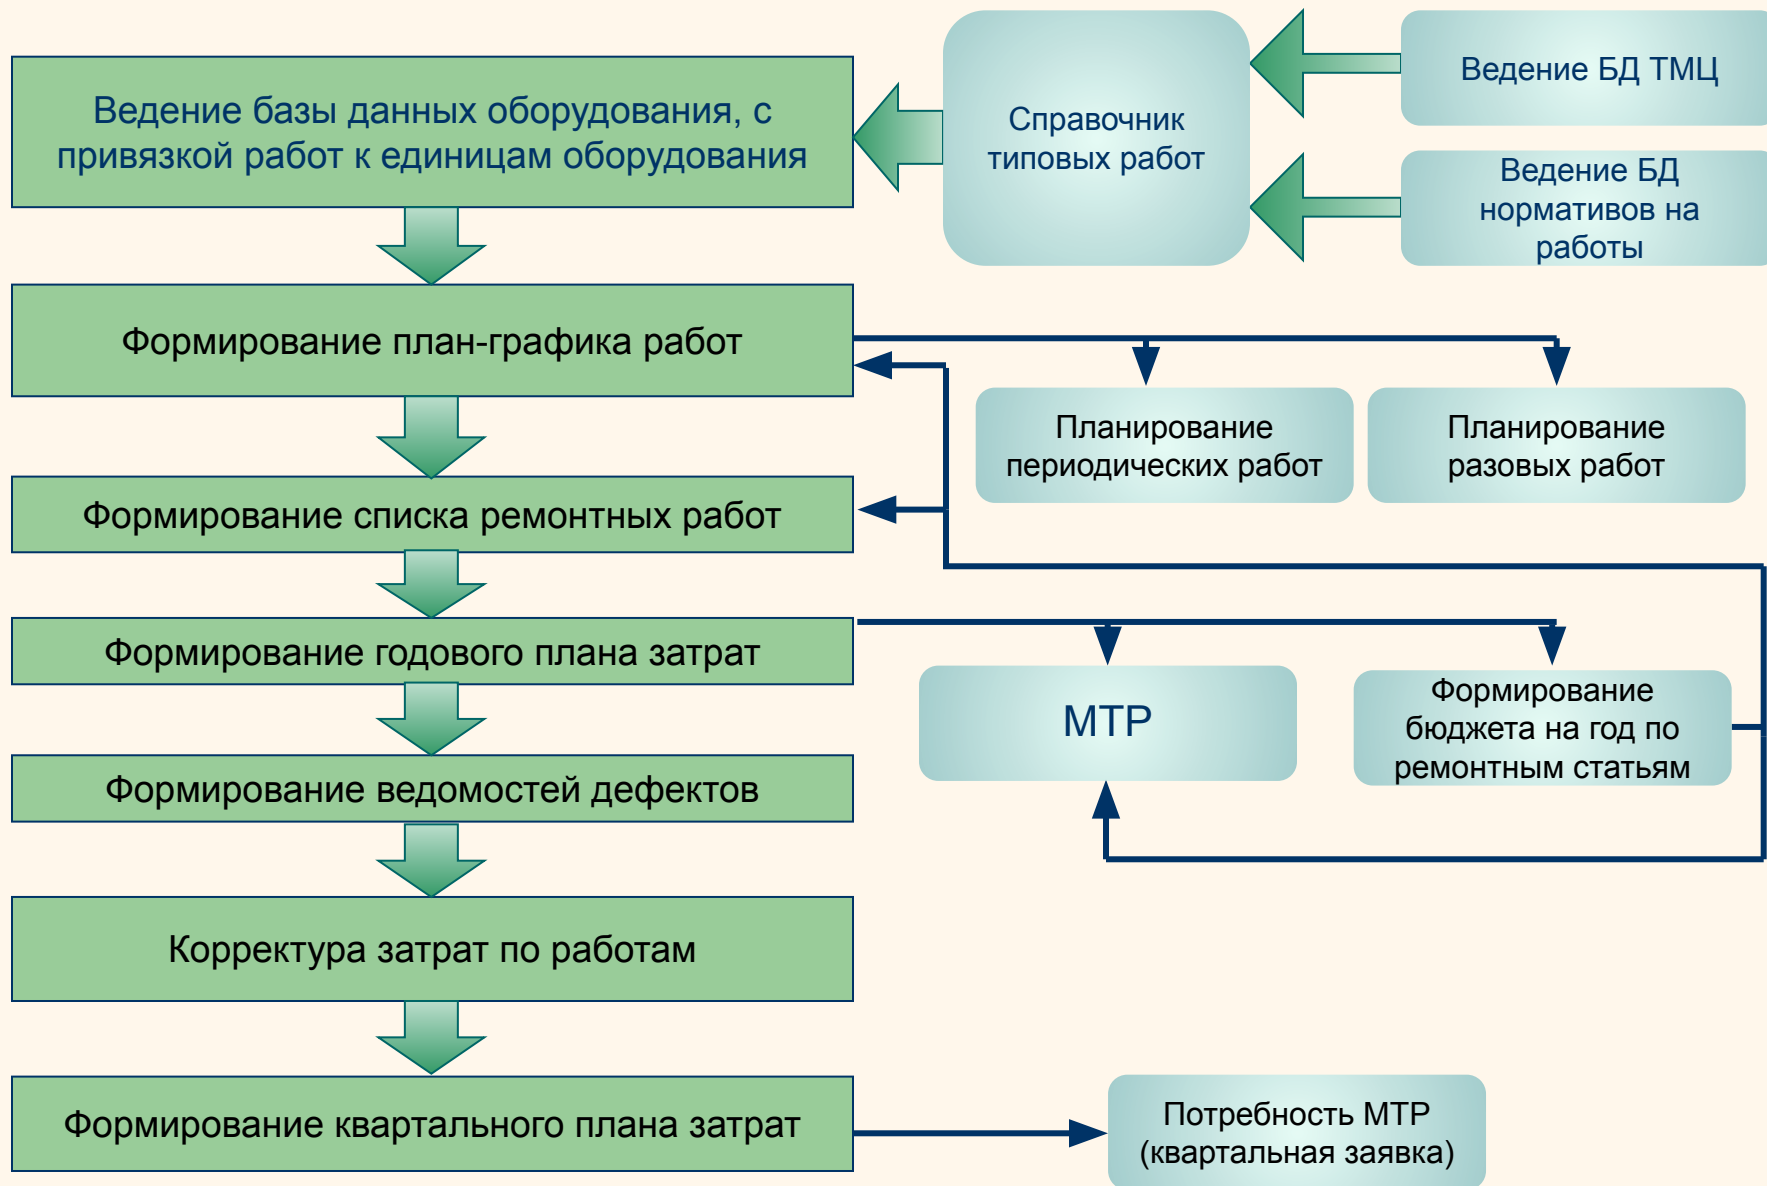 Ведение базы данных оборудования, с
привязкой работ к единицам оборудования
Справочник
типовых работ
Ведение БД ТМЦ
Ведение БД
нормативов на
работы
Формирование план-графика работ
Планирование
периодических работ
Планирование
разовых работ
Формирование списка ремонтных работ
Формирование годового плана затрат
МТР
Формирование
бюджета на год по
ремонтным статьям
Формирование ведомостей дефектов
Корректура затрат по работам
Формирование квартального плана затрат
Потребность МТР
(квартальная заявка)